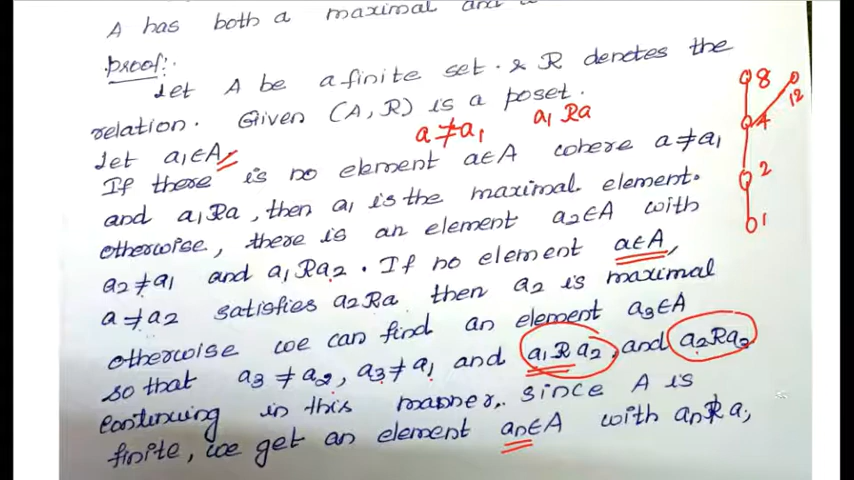 A has both a maximal and
proof:.
Let A be a finite set. & R denotes the
relation. Given (A, R) is a poset.
a ≠ a₁ a₁ Ra
Let a₁∈A
If there is no element a∈A where a≠a₁
and a₁Ra, then a₁ is the maximal element.
otherwise, there is an element a₂∈A with
a₂≠a₁ and a₁Ra₂. If no element a∈A,
a≠a₂ satisfies a₂Ra then a₂ is maximal
otherwise we can find an element a₃∈A
so that a₃≠a₂, a₃≠a₁ and a₁Ra₂, and a₂Ra₃
continuing in this manner, since A is
finite, we get an element an∈A with an R̸ a,
8
12
4
2
1